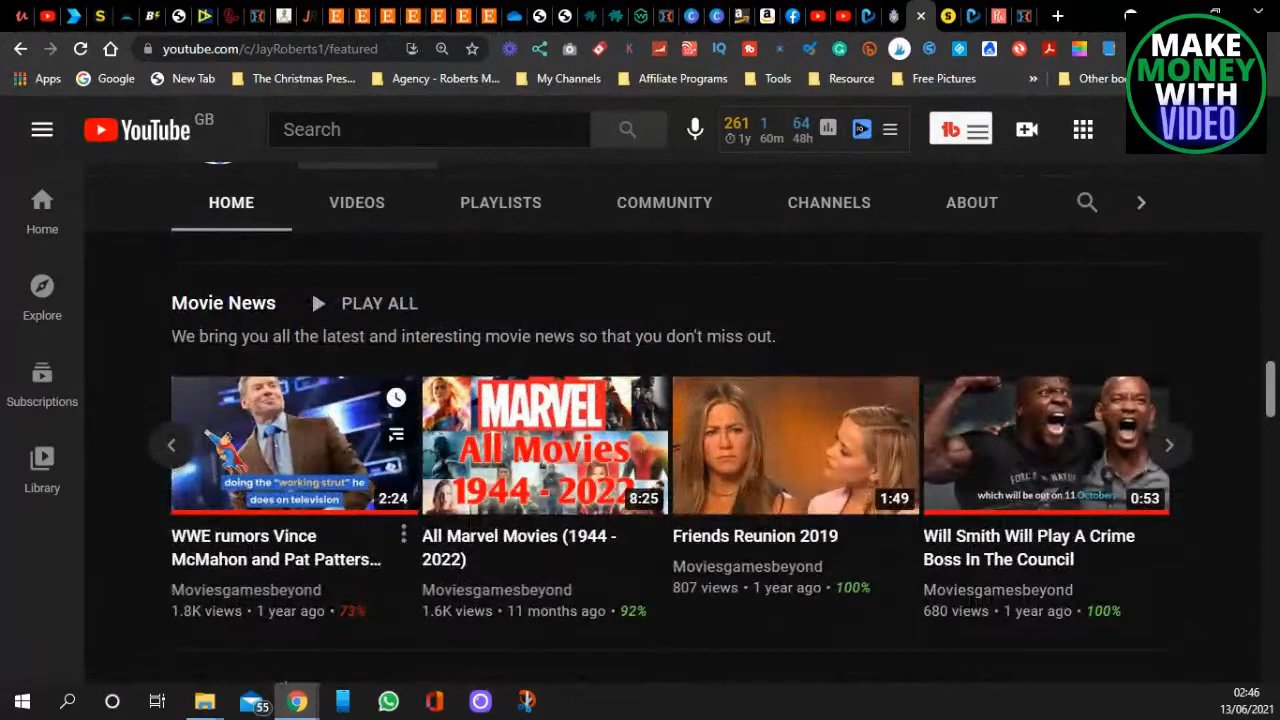 youtube.com/c/JayRoberts1/featured
Apps Google New Tab The Christmas Pres... Agency - Roberts M... My Channels Affiliate Programs Tools Resource Free Pictures » Other boo
MAKE
MONEY
WITH
VIDEO
YouTube GB
Search
261 1 64
1y 60m 48h
IQ
tb
HOME VIDEOS PLAYLISTS COMMUNITY CHANNELS ABOUT
Home
Explore
Subscriptions
Library
Movie News PLAY ALL
We bring you all the latest and interesting movie news so that you don't miss out.
doing the "working strut" he
does on television
2:24
MARVEL
All Movies
1944 - 2022
8:25
1:49
FORCE OF NATURE
which will be out on 11 October.
0:53
WWE rumors Vince
McMahon and Pat Patters...
Moviesgamesbeyond
1.8K views • 1 year ago • 73%
All Marvel Movies (1944 -
2022)
Moviesgamesbeyond
1.6K views • 11 months ago • 92%
Friends Reunion 2019
Moviesgamesbeyond
807 views • 1 year ago • 100%
Will Smith Will Play A Crime
Boss In The Council
Moviesgamesbeyond
680 views • 1 year ago • 100%
55
02:46
13/06/2021